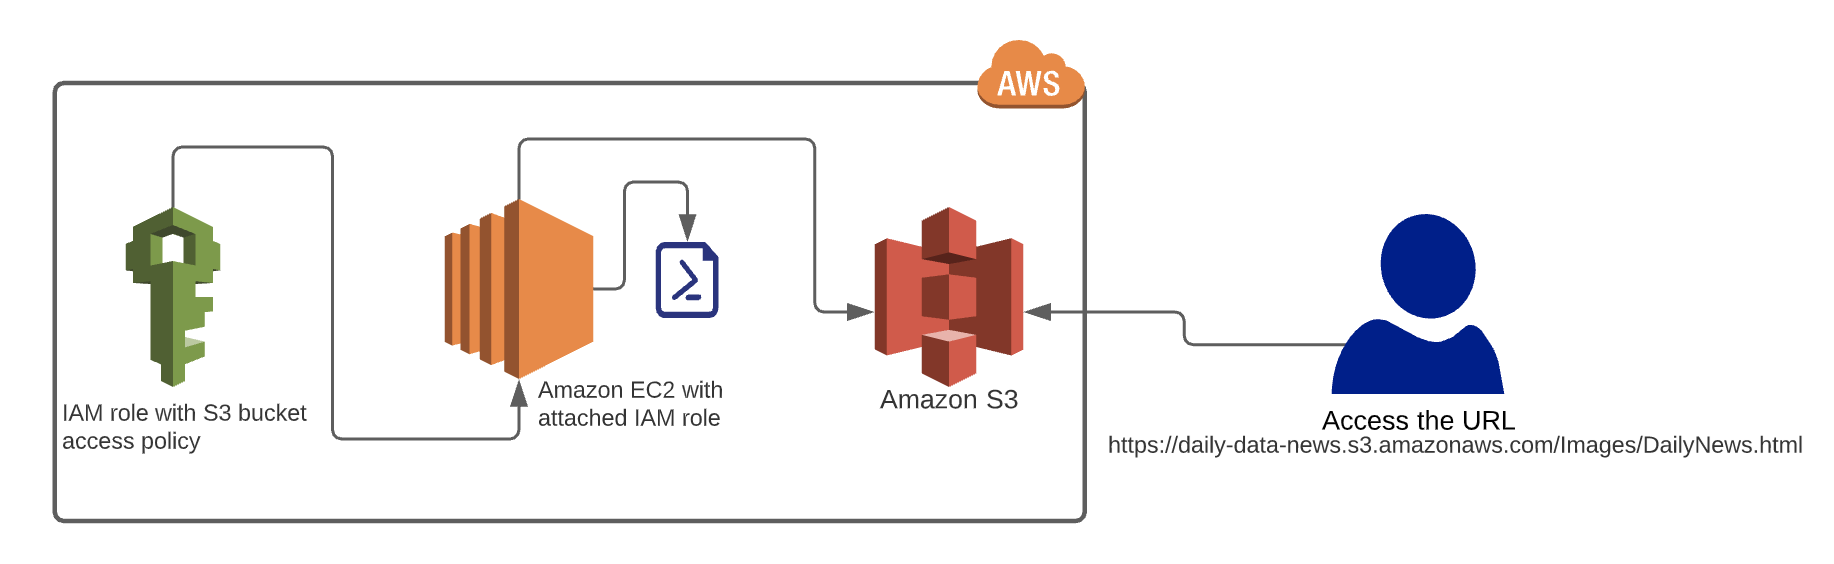 AWS
IAM role with S3 bucket
access policy
Amazon EC2 with
attached IAM role
Amazon S3
Access the URL
https://daily-data-news.s3.amazonaws.com/Images/DailyNews.html